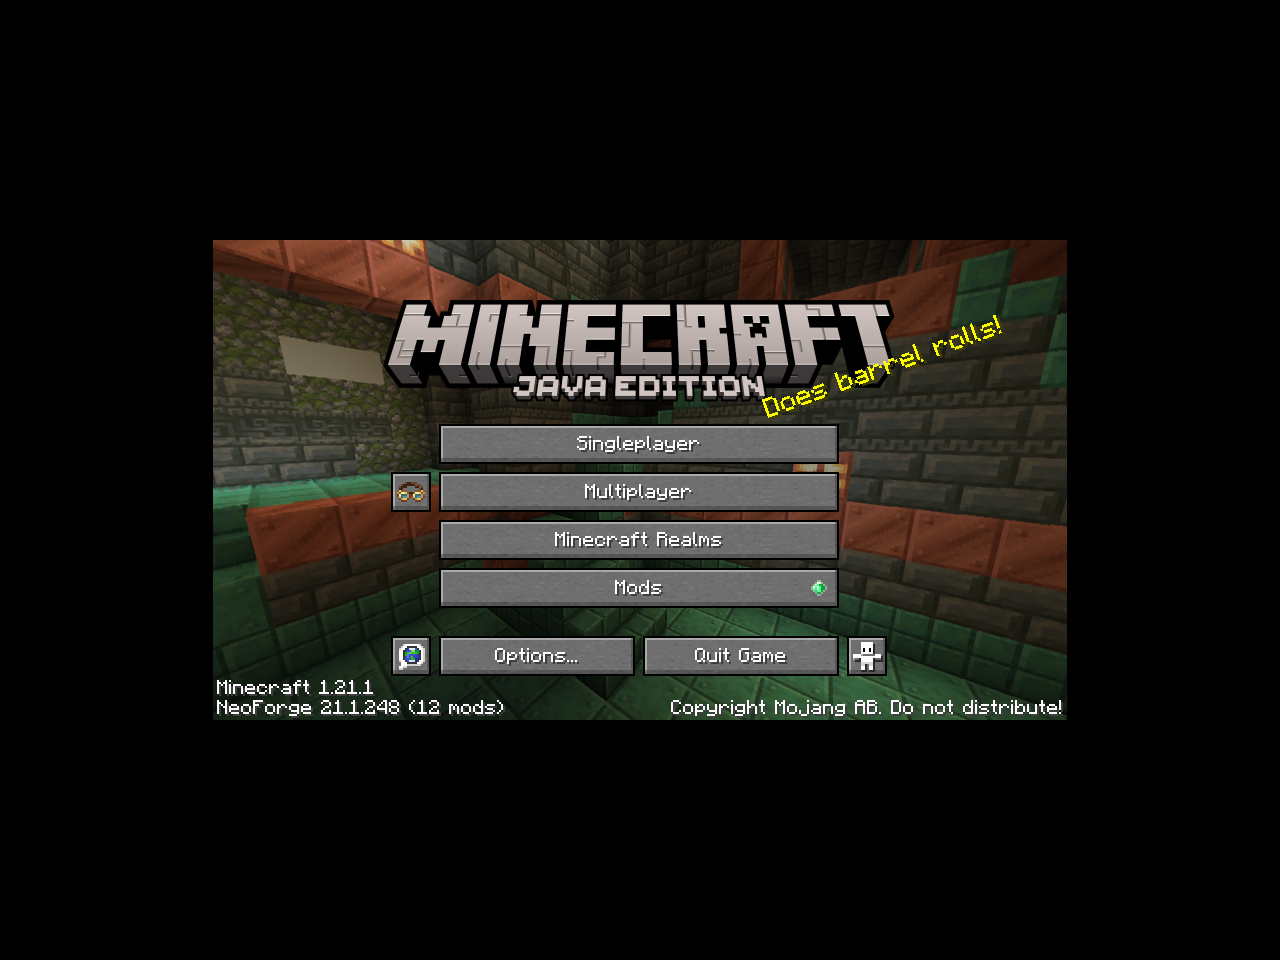 MINECRAFT
JAVA EDITION
Does barrel rolls!
Singleplayer
Multiplayer
Minecraft Realms
Mods
Options...
Quit Game
Minecraft 1.21.1
NeoForge 21.1.248 (12 mods)
Copyright Mojang AB. Do not distribute!